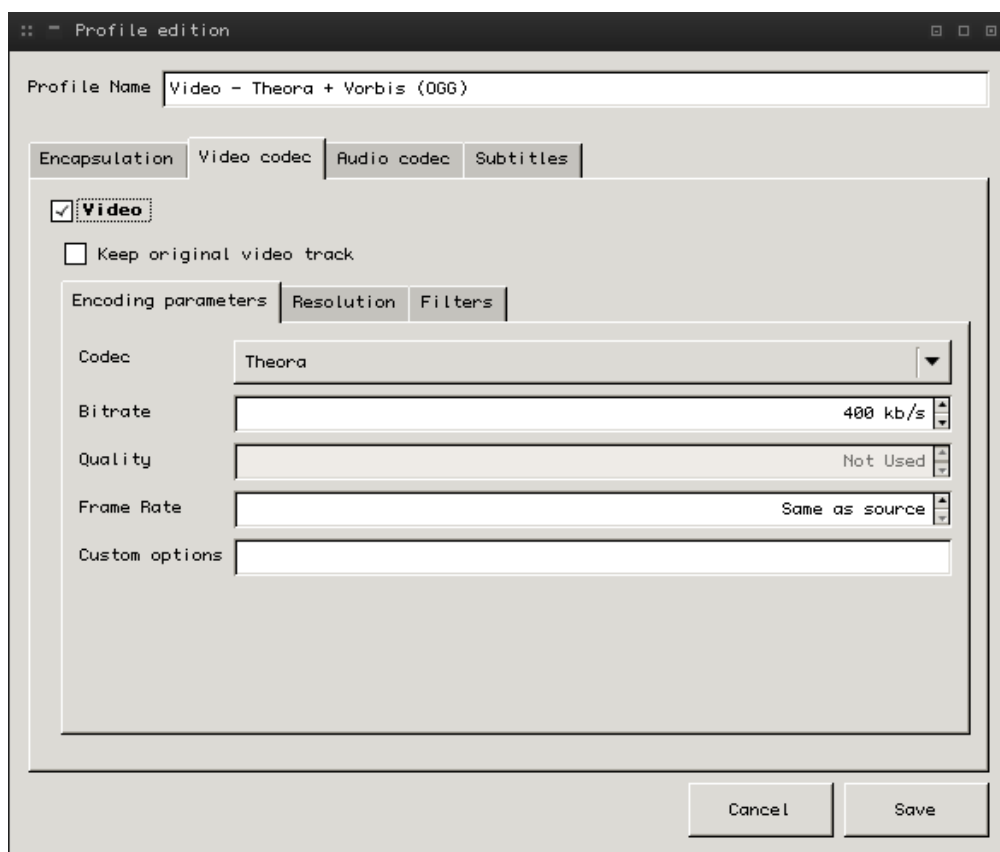 Profile edition
Profile Name Video - Theora + Vorbis (OGG)
Encapsulation Video codec Audio codec Subtitles
Video
Keep original video track
Encoding parameters Resolution Filters
Codec Theora
Bitrate 400 kb/s
Quality Not Used
Frame Rate Same as source
Custom options
Cancel Save